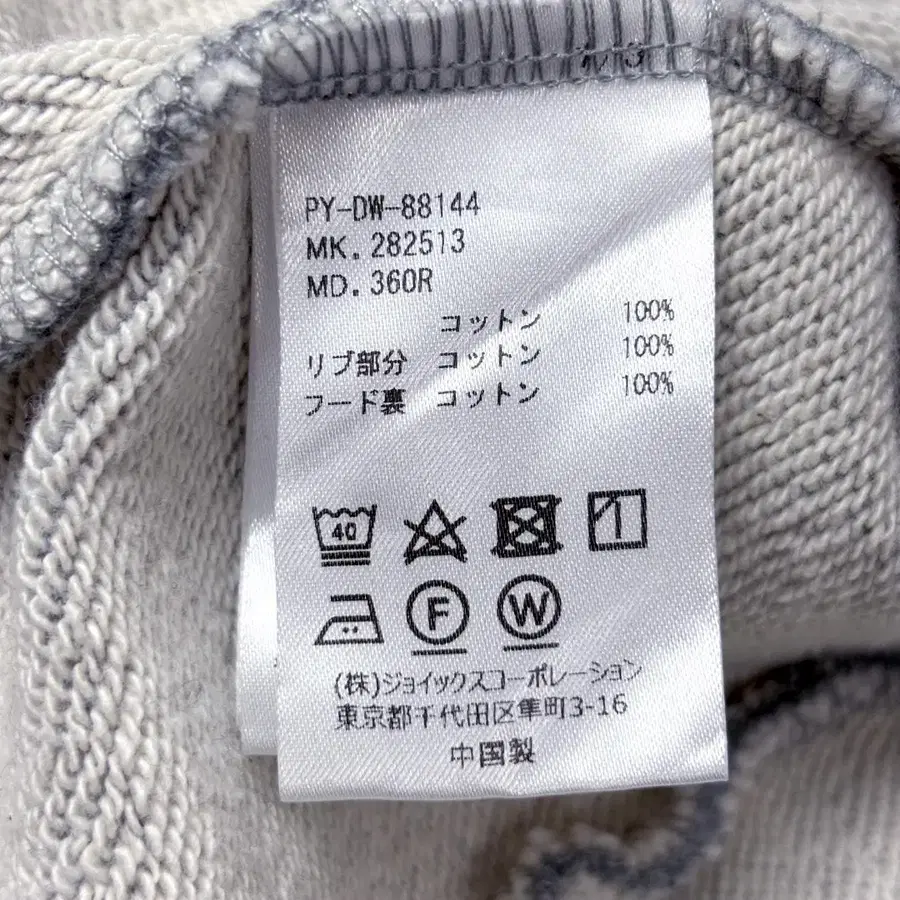 PY-DW-88144
MK. 282513
MD. 360R
コットン 100%
リブ部分 コットン 100%
フード裏 コットン 100%
40
F W
(株)ジョイックスコーポレーション
東京都千代田区隼町3-16
中国製